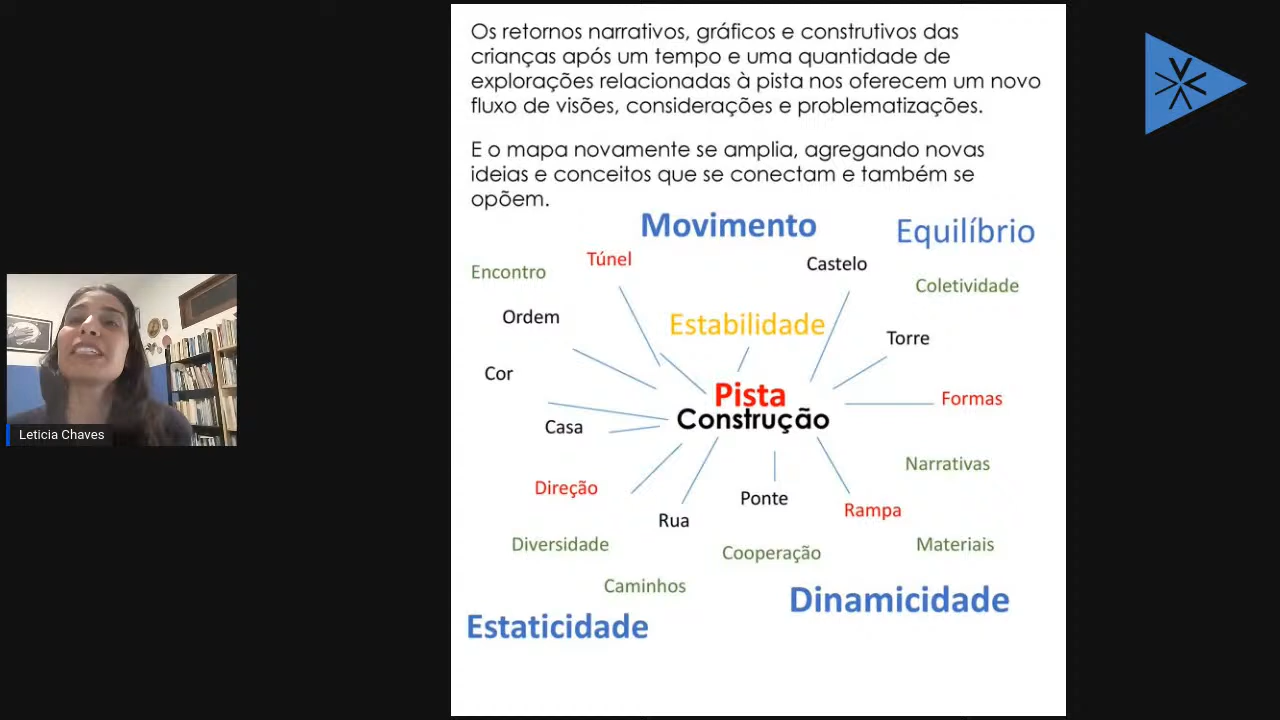 Os retornos narrativos, gráficos e construtivos das
crianças após um tempo e uma quantidade de
explorações relacionadas à pista nos oferecem um novo
fluxo de visões, considerações e problematizações.
E o mapa novamente se amplia, agregando novas
ideias e conceitos que se conectam e também se
opõem.
Movimento
Equilíbrio
Túnel
Castelo
Encontro
Coletividade
Ordem
Estabilidade
Torre
Cor
Pista
Formas
Construção
Casa
Narrativas
Direção
Ponte
Rampa
Rua
Diversidade
Cooperação
Materiais
Caminhos
Dinamicidade
Estaticidade
Leticia Chaves